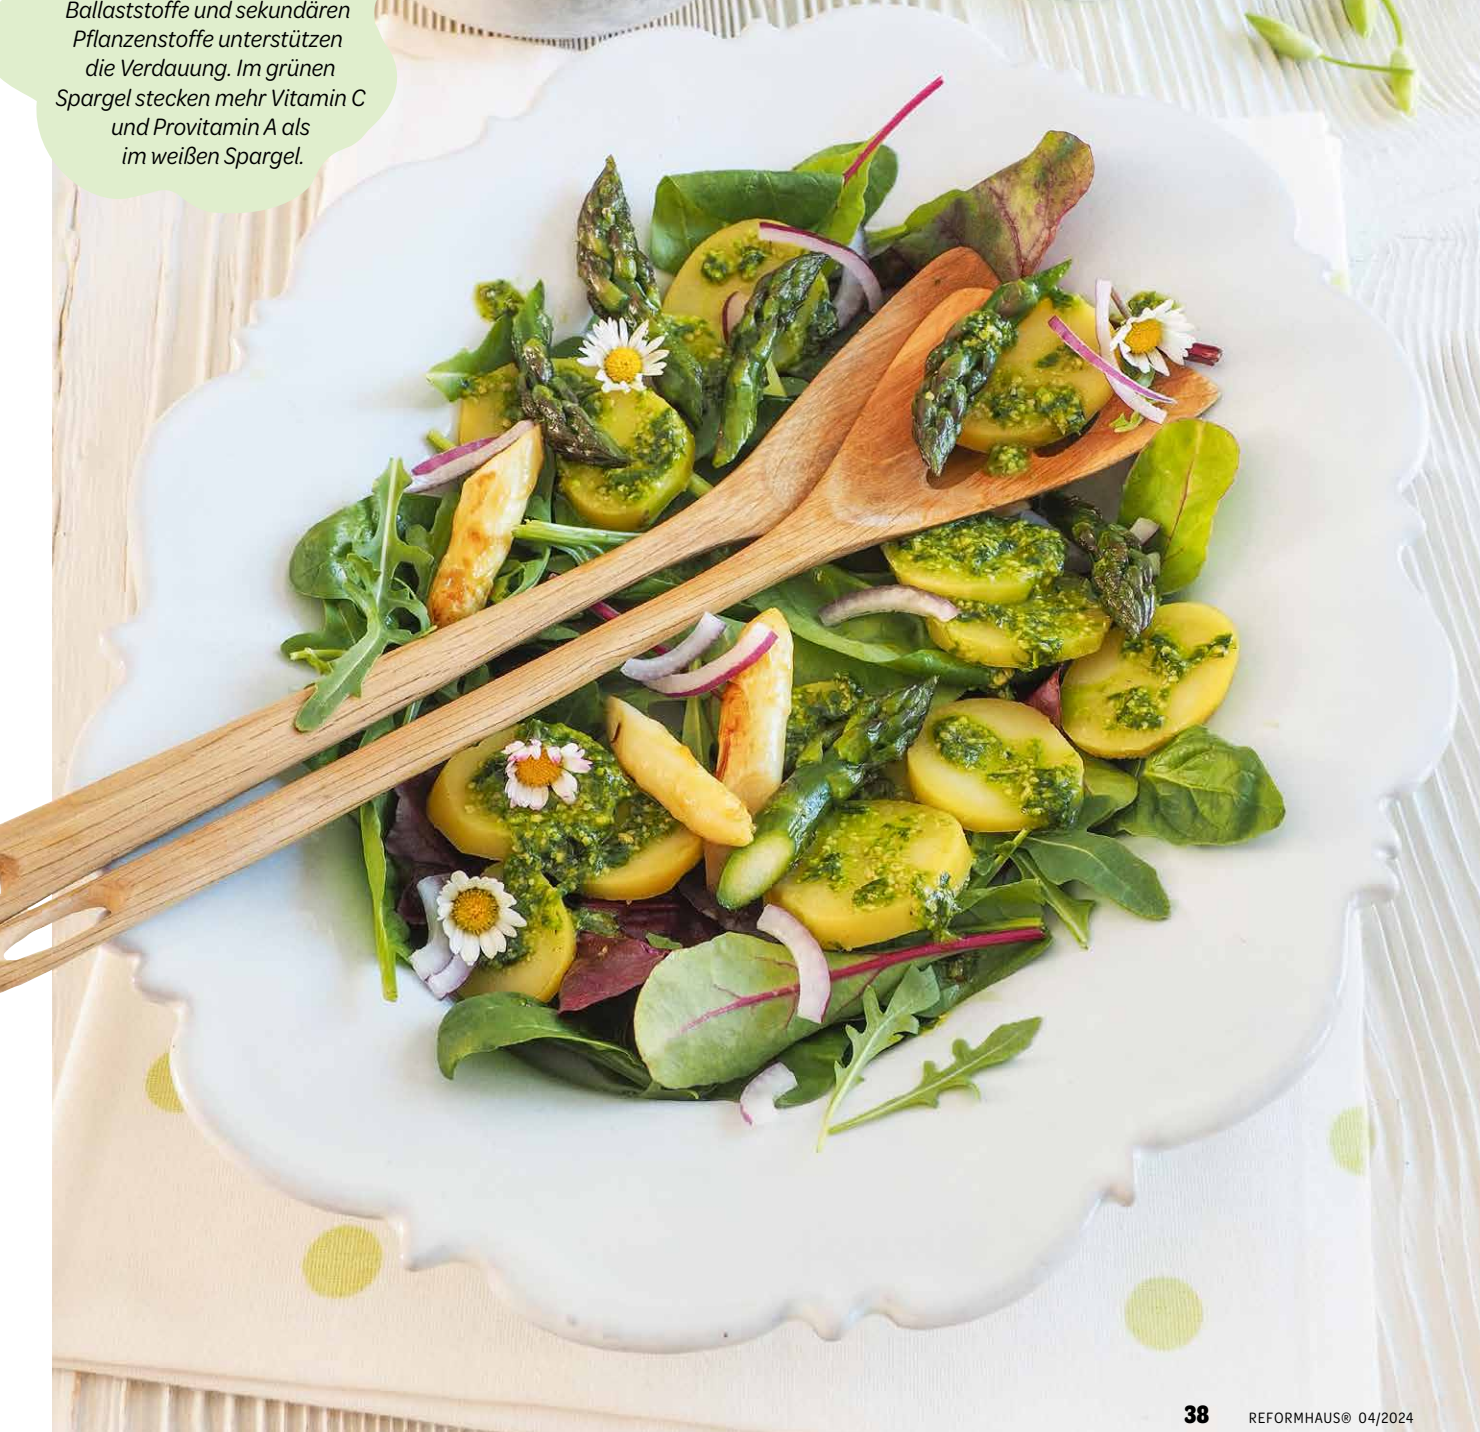 Ballaststoffe und sekundären
Pflanzenstoffe unterstützen
die Verdauung. Im grünen
Spargel stecken mehr Vitamin C
und Provitamin A als
im weißen Spargel.
38 REFORMHAUS® 04/2024